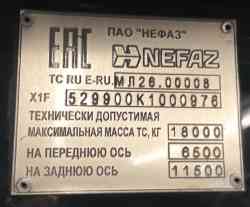 EAC ПАО "НЕФАЗ"
NEFAZ
ТС RU Е-RU.МЛ26.00008
X1F 529900K1000976
ТЕХНИЧЕСКИ ДОПУСТИМАЯ
МАКСИМАЛЬНАЯ МАССА ТС, КГ 18000
НА ПЕРЕДНЮЮ ОСЬ 6500
НА ЗАДНЮЮ ОСЬ 11500